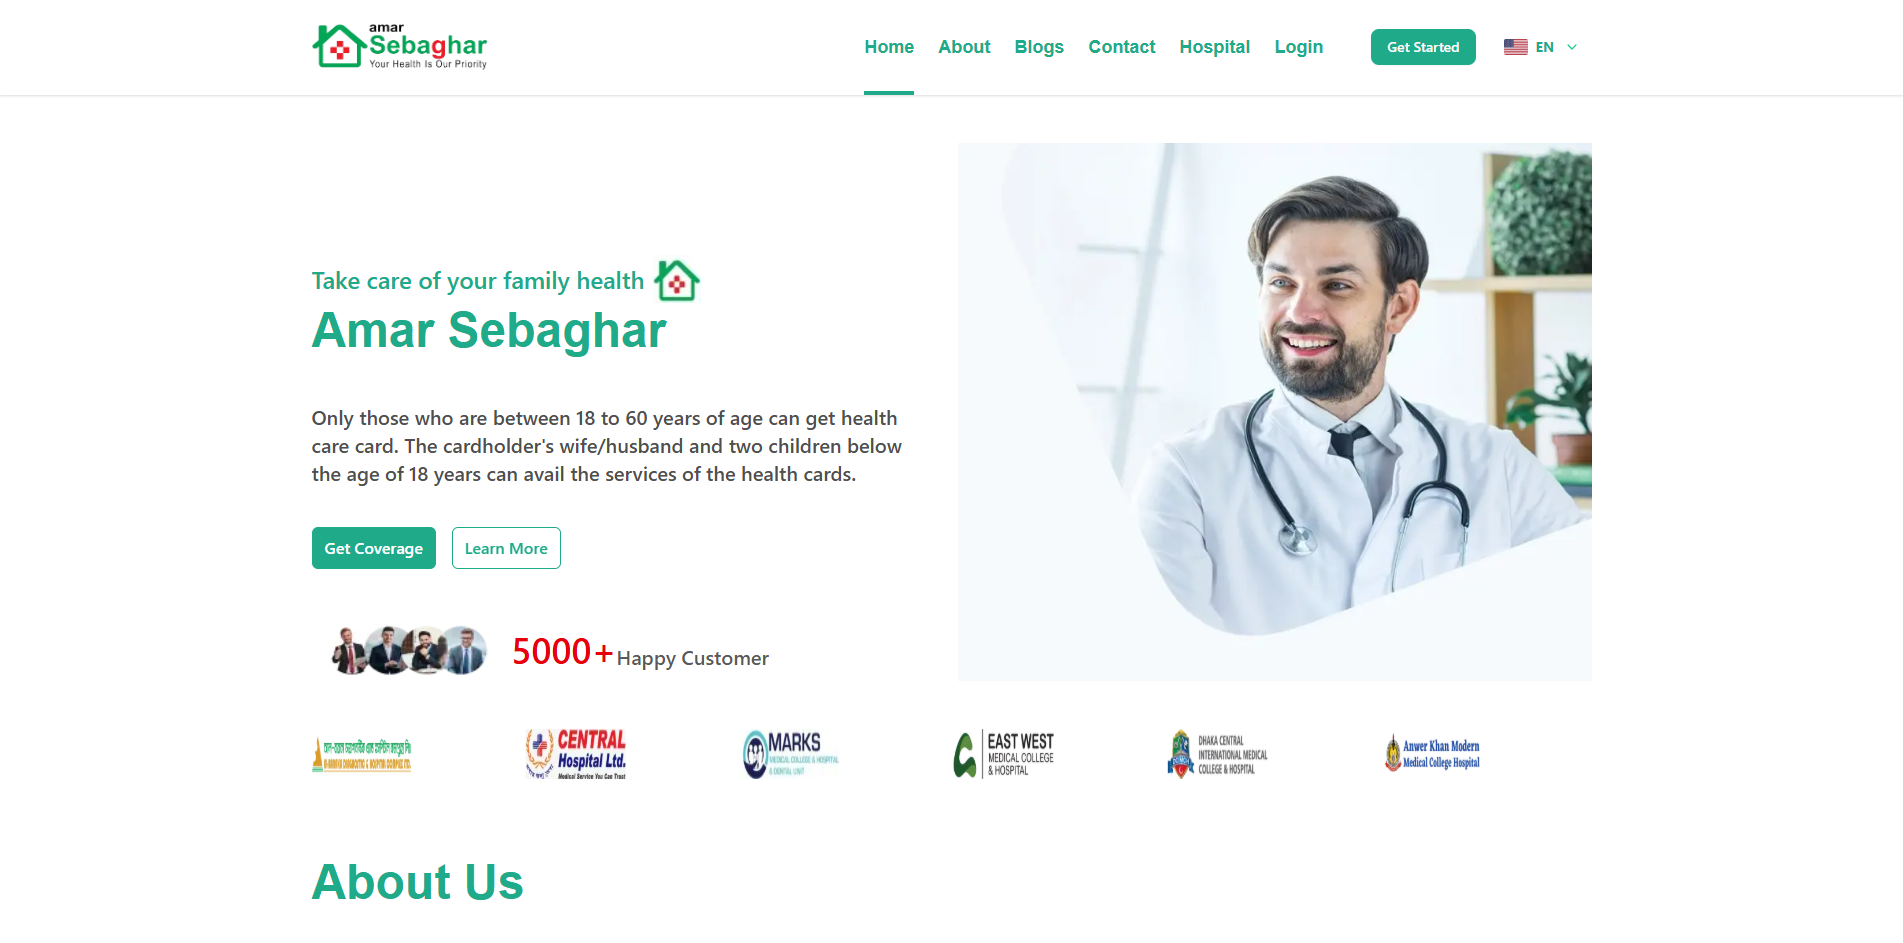 amar
Sebaghar
Your Health Is Our Priority
Home About Blogs Contact Hospital Login Get Started EN
Take care of your family health
Amar Sebaghar
Only those who are between 18 to 60 years of age can get health
care card. The cardholder's wife/husband and two children below
the age of 18 years can avail the services of the health cards.
Get Coverage Learn More
5000+ Happy Customer
DIAGNOSTIC & HOSPITAL COMPLEX LTD.
CENTRAL
Hospital Ltd.
Medical Service You Can Trust
MARKS
MEDICAL COLLEGE & HOSPITAL
& DENTAL UNIT
EAST WEST
MEDICAL COLLEGE
& HOSPITAL
DHAKA CENTRAL
INTERNATIONAL MEDICAL
COLLEGE & HOSPITAL
Anwer Khan Modern
Medical College Hospital
About Us